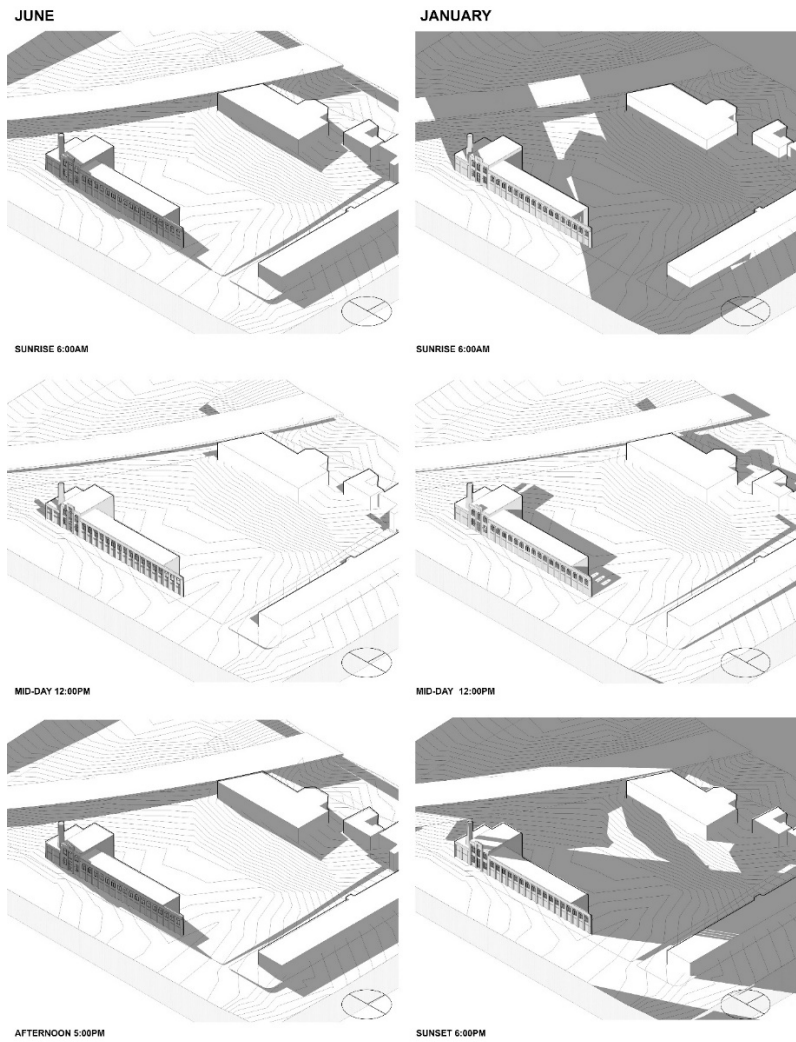 JUNE
JANUARY
SUNRISE 6:00AM
SUNRISE 6:00AM
MID-DAY 12:00PM
MID-DAY 12:00PM
AFTERNOON 5:00PM
SUNSET 6:00PM